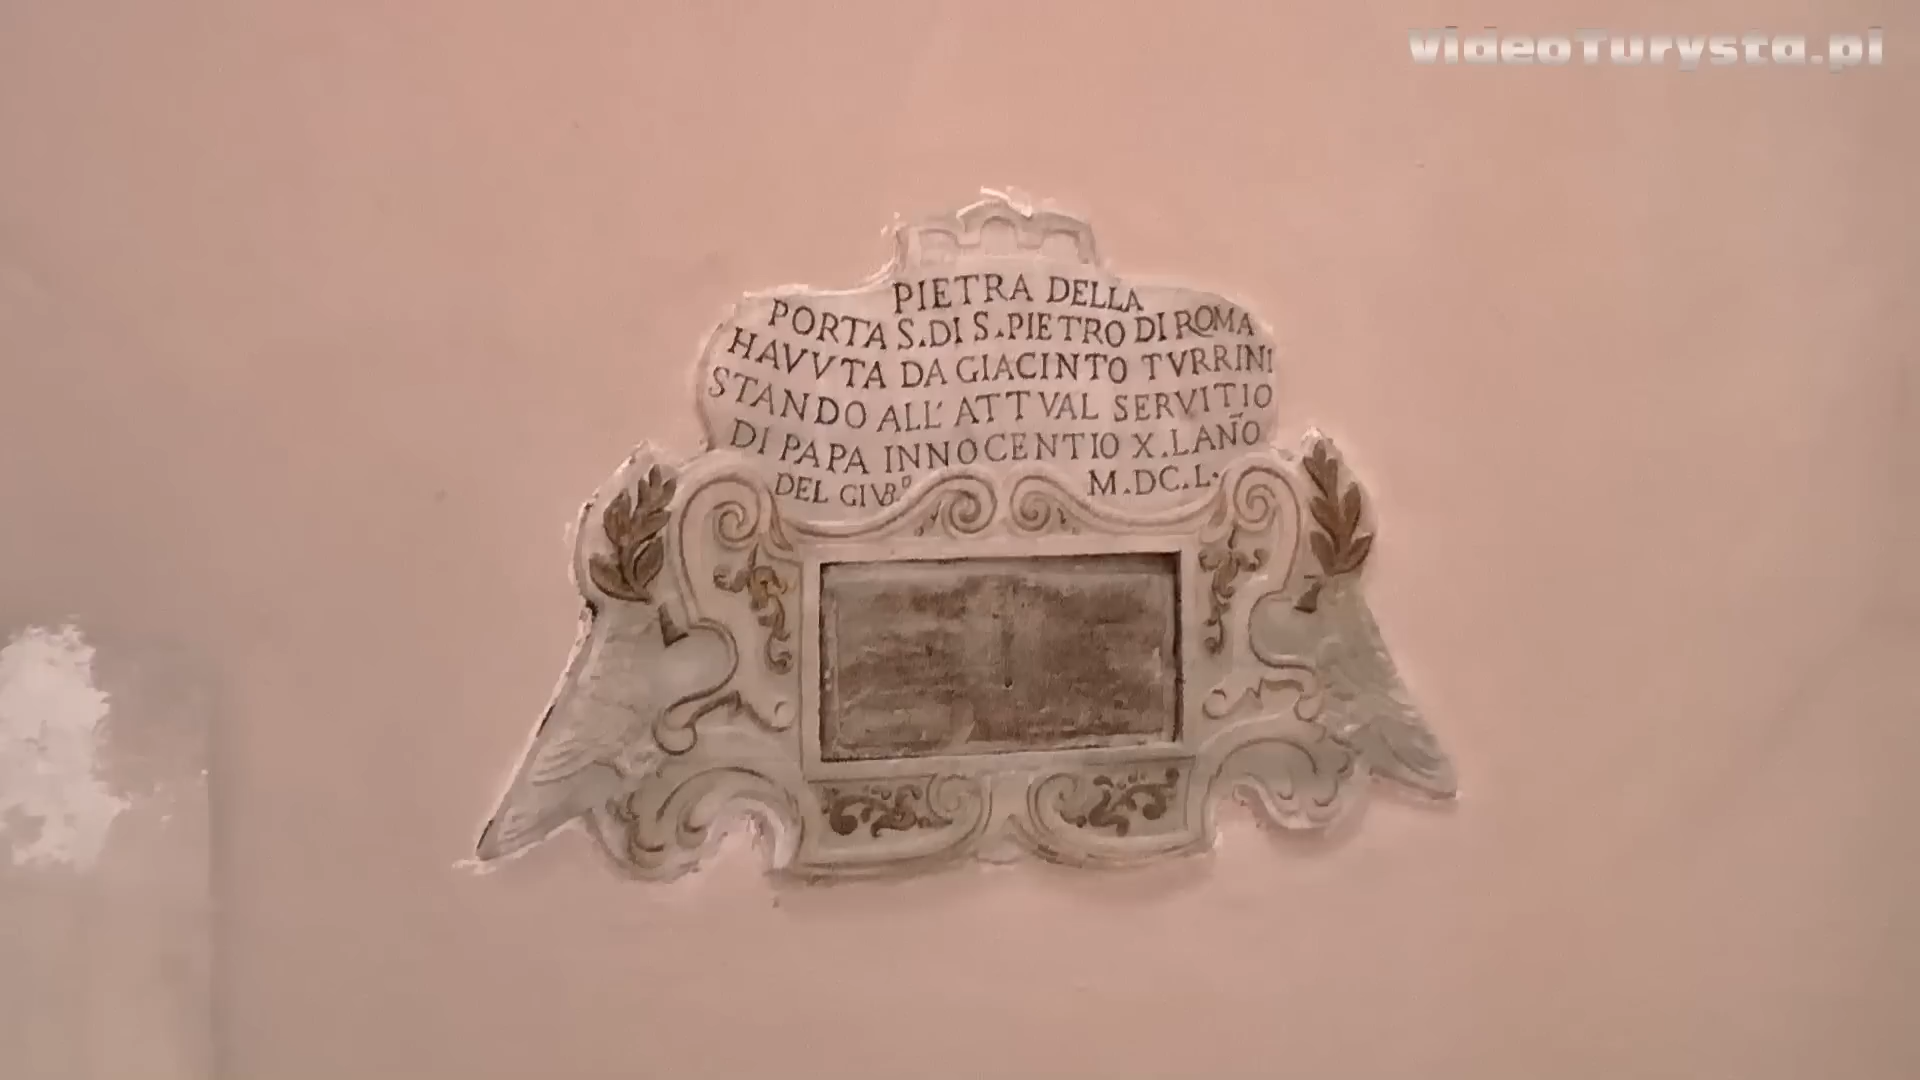 VideoTurysta.pl
PIETRA DELLA
PORTA S. DI S. PIETRO DI ROMA
HAVVTA DA GIACINTO TVRRINI
STANDO ALL' ATTVAL SERVITIO
DI PAPA INNOCENTIO X. LAÑO
DEL GIVB.º M.DC.L.